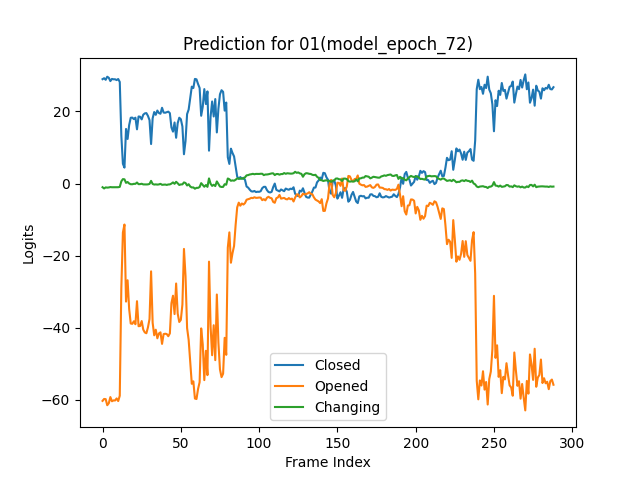 Prediction for 01(model_epoch_72)
Logits
20
0
−20
−40
−60
Closed
Opened
Changing
0 50 100 150 200 250 300
Frame Index